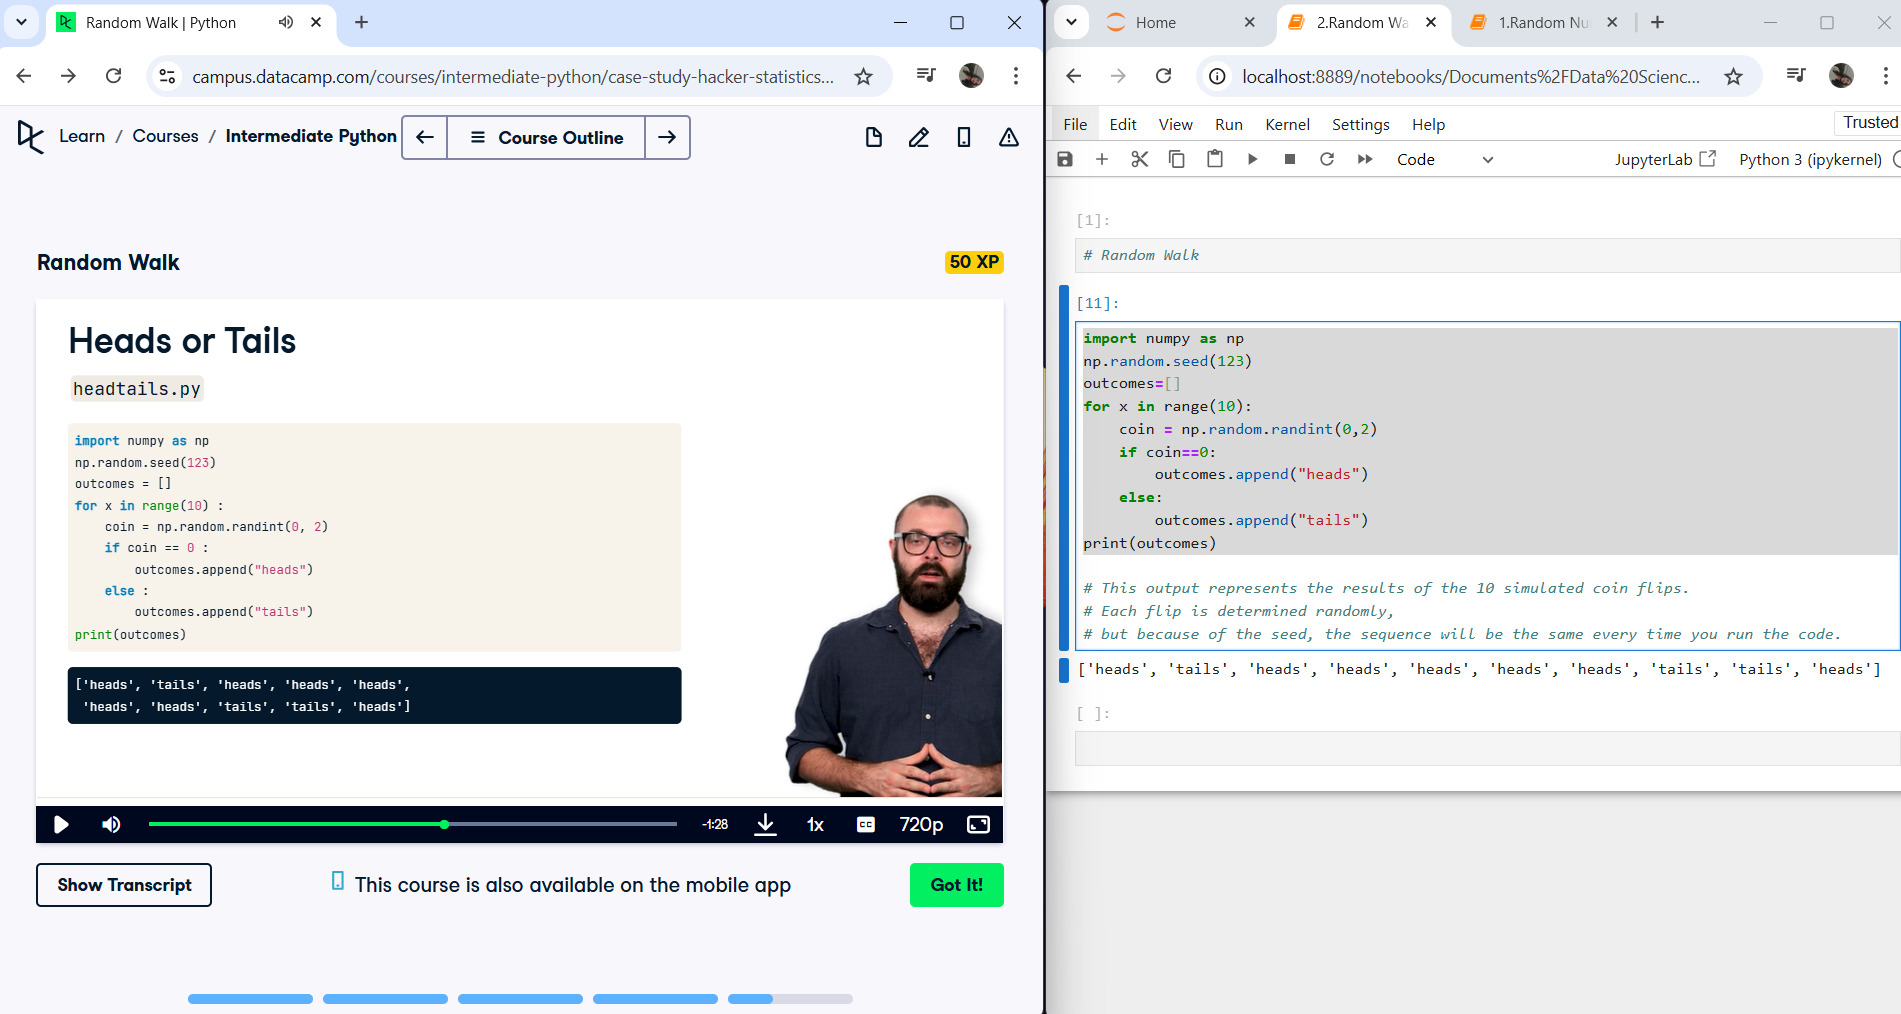 Random Walk | Python
campus.datacamp.com/courses/intermediate-python/case-study-hacker-statistics...
Learn / Courses / Intermediate Python
Course Outline
Random Walk
50 XP
Heads or Tails
headtails.py
import numpy as np
np.random.seed(123)
outcomes = []
for x in range(10) :
    coin = np.random.randint(0, 2)
    if coin == 0 :
        outcomes.append("heads")
    else :
        outcomes.append("tails")
print(outcomes)
['heads', 'tails', 'heads', 'heads', 'heads',
 'heads', 'heads', 'tails', 'tails', 'heads']
-1:28
1x
CC
720p
Show Transcript
This course is also available on the mobile app
Got It!
Home
2.Random Wa
1.Random Nu
localhost:8889/notebooks/Documents%2FData%20Scienc...
File Edit View Run Kernel Settings Help
Trusted
Code
JupyterLab
Python 3 (ipykernel)
[1]:
# Random Walk
[11]:
import numpy as np
np.random.seed(123)
outcomes=[]
for x in range(10):
    coin = np.random.randint(0,2)
    if coin==0:
        outcomes.append("heads")
    else:
        outcomes.append("tails")
print(outcomes)
# This output represents the results of the 10 simulated coin flips.
# Each flip is determined randomly,
# but because of the seed, the sequence will be the same every time you run the code.
['heads', 'tails', 'heads', 'heads', 'heads', 'heads', 'heads', 'tails', 'tails', 'heads']
[ ]: